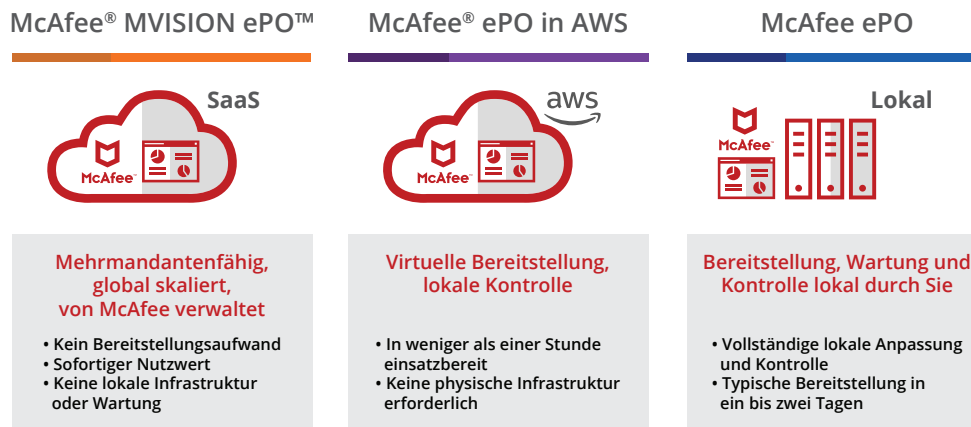 McAfee® MVISION ePO™
SaaS
McAfee™
Mehrmandantenfähig,
global skaliert,
von McAfee verwaltet
• Kein Bereitstellungsaufwand
• Sofortiger Nutzwert
• Keine lokale Infrastruktur
oder Wartung
McAfee® ePO in AWS
aws
McAfee™
Virtuelle Bereitstellung,
lokale Kontrolle
• In weniger als einer Stunde
einsatzbereit
• Keine physische Infrastruktur
erforderlich
McAfee ePO
Lokal
McAfee™
Bereitstellung, Wartung und
Kontrolle lokal durch Sie
• Vollständige lokale Anpassung
und Kontrolle
• Typische Bereitstellung in
ein bis zwei Tagen